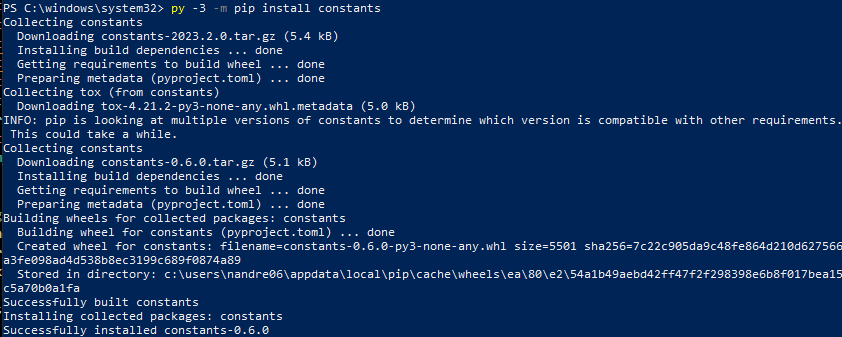 PS C:\windows\system32> py -3 -m pip install constants
Collecting constants
  Downloading constants-2023.2.0.tar.gz (5.4 kB)
  Installing build dependencies ... done
  Getting requirements to build wheel ... done
  Preparing metadata (pyproject.toml) ... done
Collecting tox (from constants)
  Downloading tox-4.21.2-py3-none-any.whl.metadata (5.0 kB)
INFO: pip is looking at multiple versions of constants to determine which version is compatible with other requirements.
 This could take a while.
Collecting constants
  Downloading constants-0.6.0.tar.gz (5.1 kB)
  Installing build dependencies ... done
  Getting requirements to build wheel ... done
  Preparing metadata (pyproject.toml) ... done
Building wheels for collected packages: constants
  Building wheel for constants (pyproject.toml) ... done
  Created wheel for constants: filename=constants-0.6.0-py3-none-any.whl size=5501 sha256=7c22c905da9c48fe864d210d627566
a3fe098ad4d538b8ec3199c689f0874a89
  Stored in directory: c:\users\nandre06\appdata\local\pip\cache\wheels\ea\80\e2\54a1b49aebd42ff47f2f298398e6b8f017bea15
c5a70b0a1fa
Successfully built constants
Installing collected packages: constants
Successfully installed constants-0.6.0